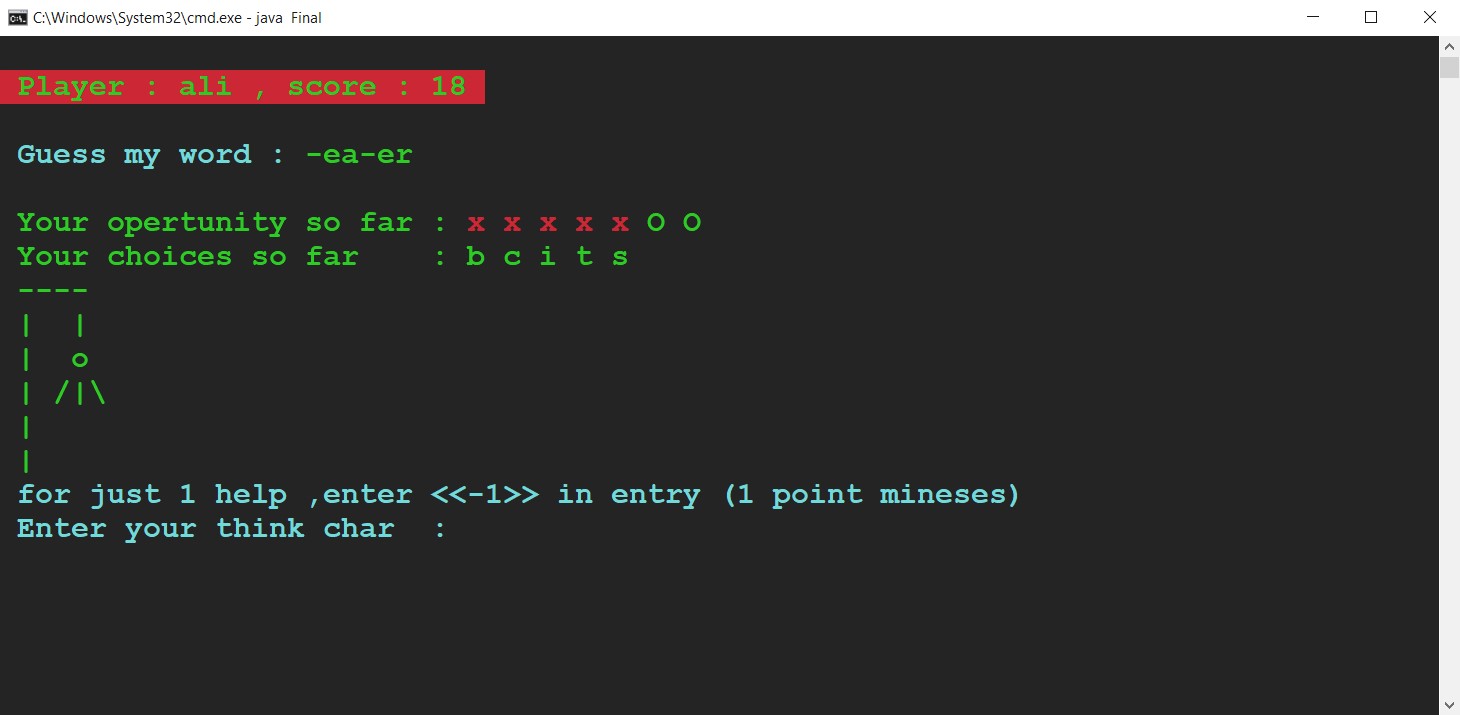 C:\Windows\System32\cmd.exe - java  Final
Player : ali , score : 18
Guess my word : -ea-er
Your opertunity so far : x x x x x O O
Your choices so far    : b c i t s
----
|  |
|  o
| /|\
|
|
for just 1 help ,enter <<-1>> in entry (1 point mineses)
Enter your think char  :